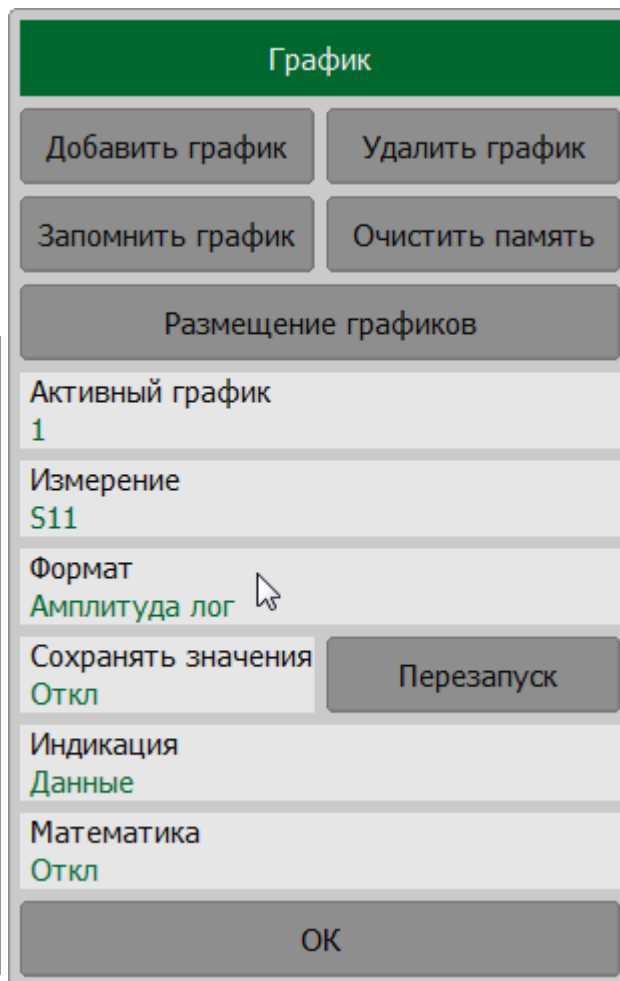 График
Добавить график
Удалить график
Запомнить график
Очистить память
Размещение графиков
Активный график
1
Измерение
S11
Формат
Амплитуда лог
Сохранять значения
Откл
Перезапуск
Индикация
Данные
Математика
Откл
ОК